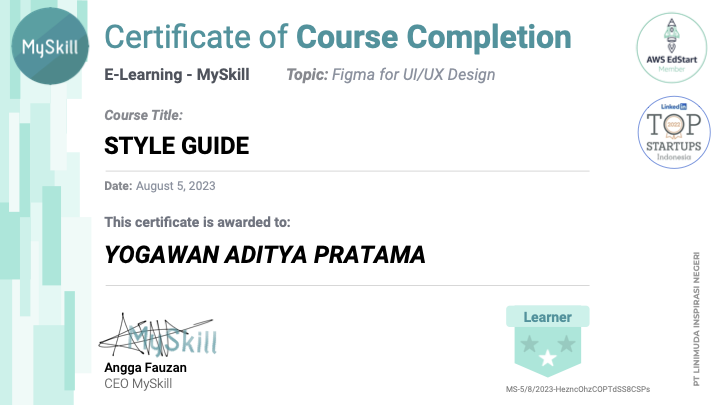 MySkill
Certificate of Course Completion
E-Learning - MySkill
Topic: Figma for UI/UX Design
Course Title:
STYLE GUIDE
Date: August 5, 2023
This certificate is awarded to:
YOGAWAN ADITYA PRATAMA
MySkill
Angga Fauzan
CEO MySkill
Learner
MS-5/8/2023-HezncOhzCOPTdSS8CSPs
AWS EdStart
Member
LinkedIn
TOP
2022
STARTUPS
Indonesia
PT LINIMUDA INSPIRASI NEGERI